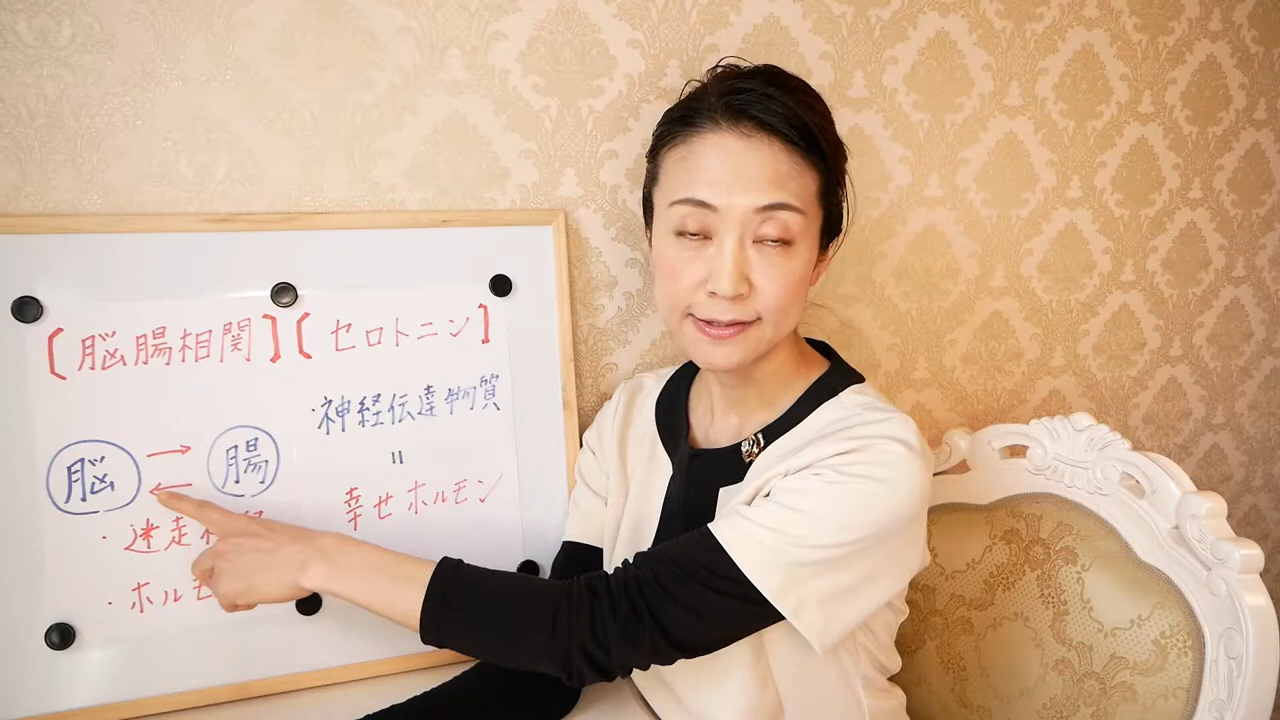 【脳腸相関】【セロトニン】
脳 → ← 腸
・迷走
・ホルモ
・神経伝達物質
=
幸せホルモン